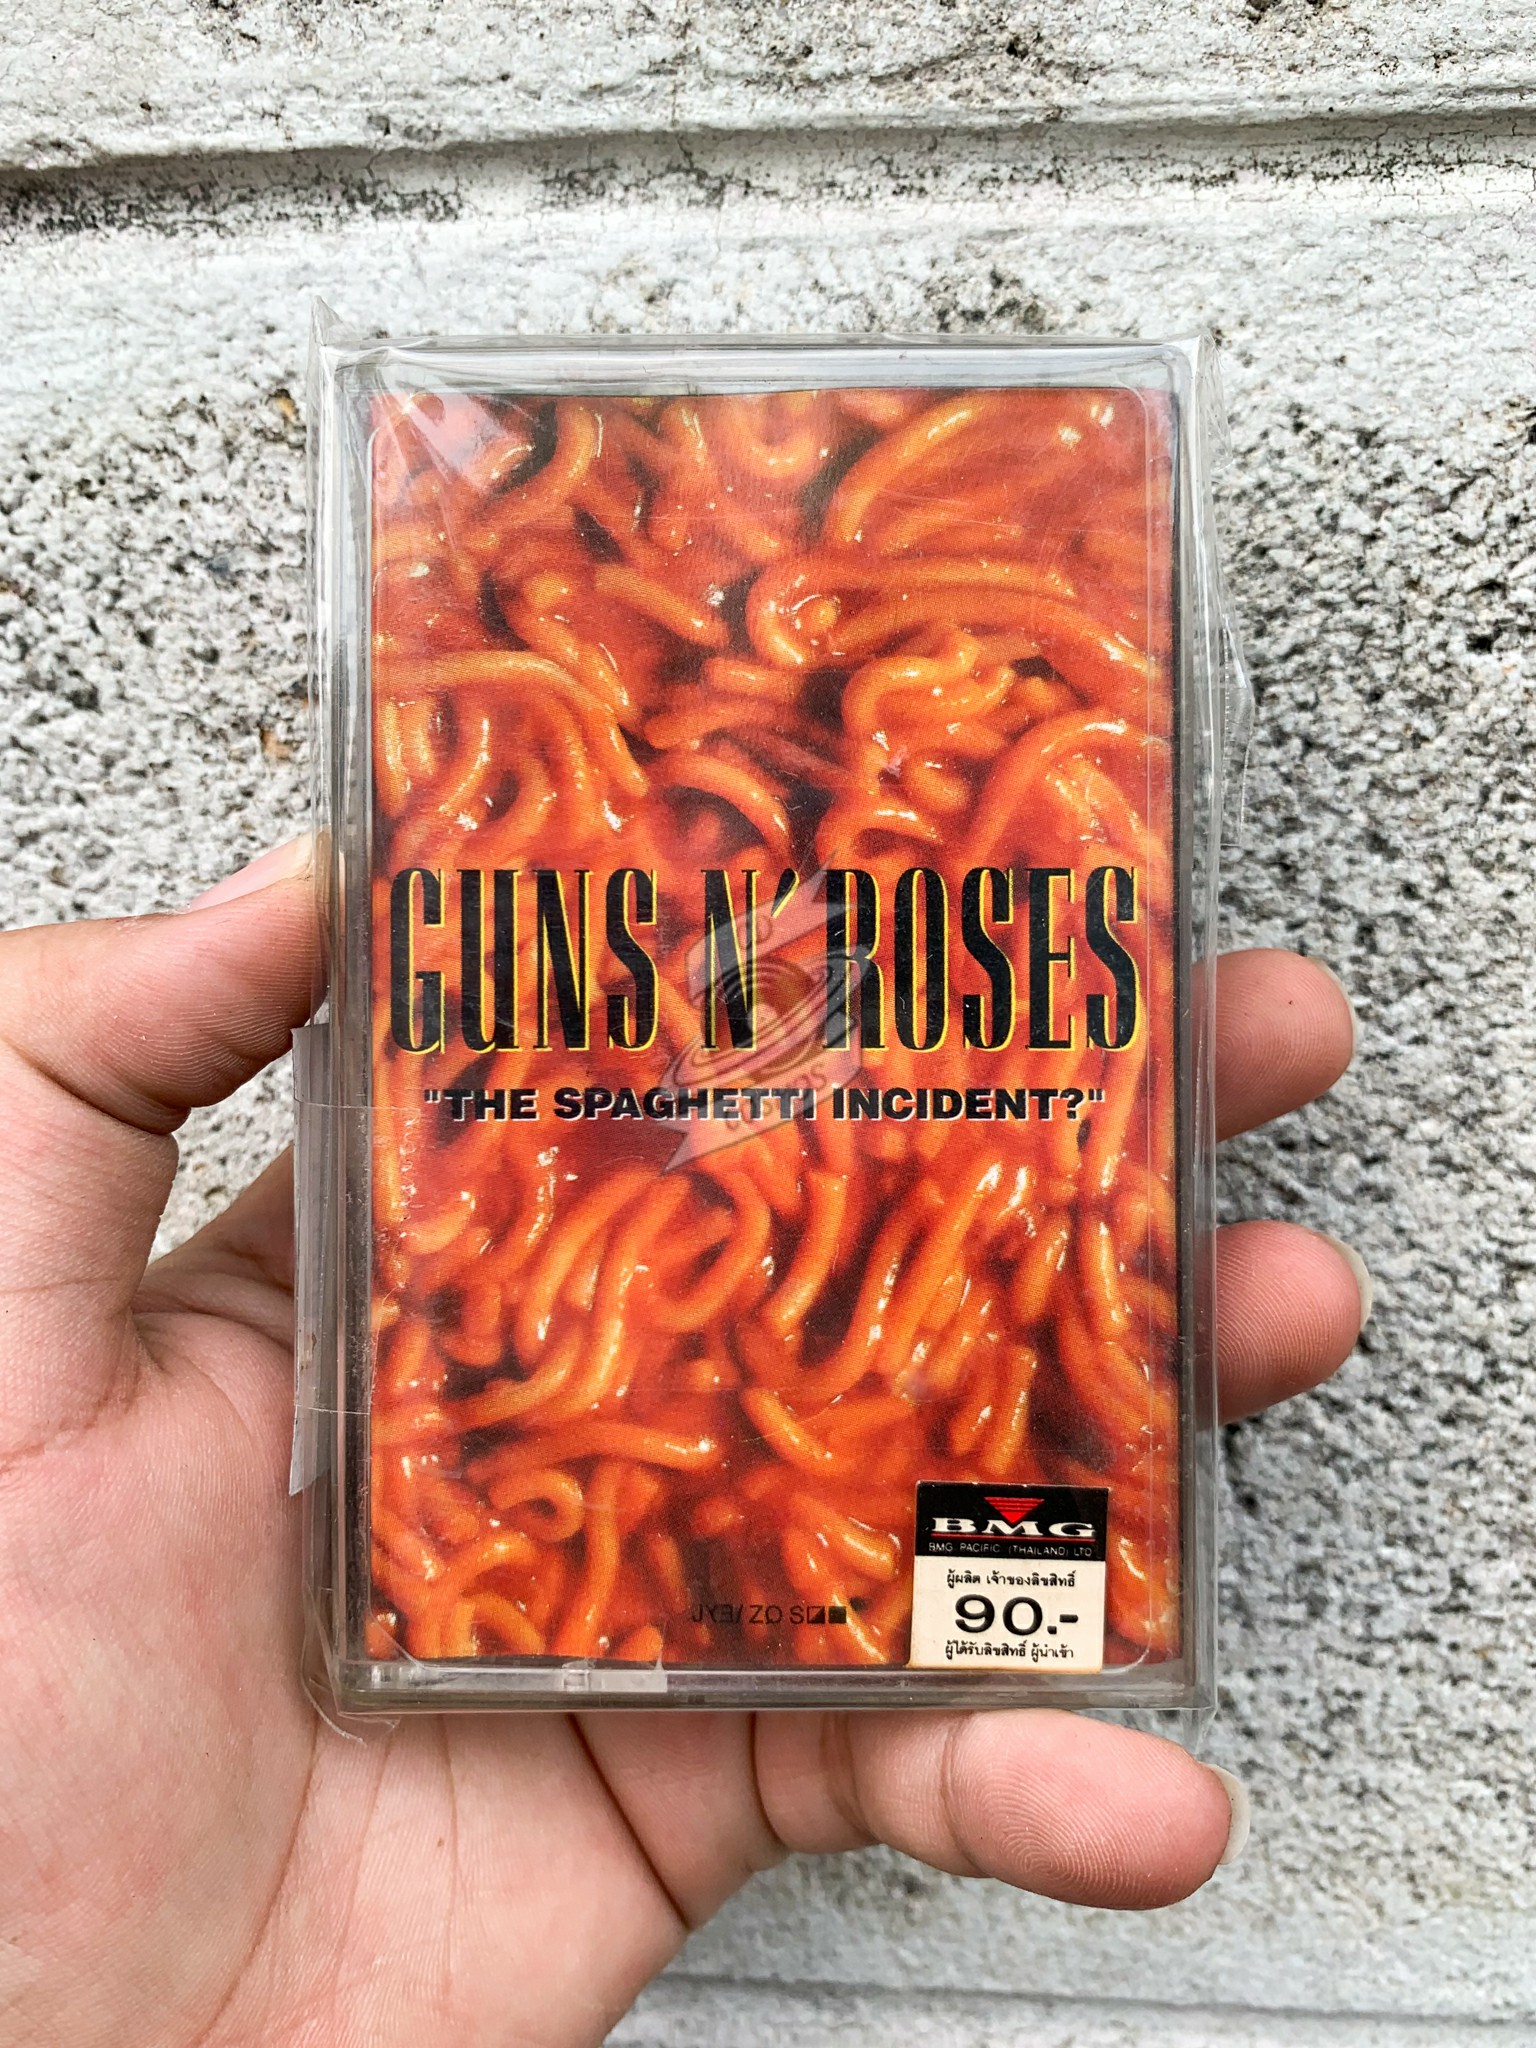 GUNS N' ROSES
"THE SPAGHETTI INCIDENT?"
BMG
BMG PACIFIC (THAILAND) LTD
ผู้ผลิต เจ้าของลิขสิทธิ์
90.-
ผู้ได้รับลิขสิทธิ์ ผู้นำเข้า